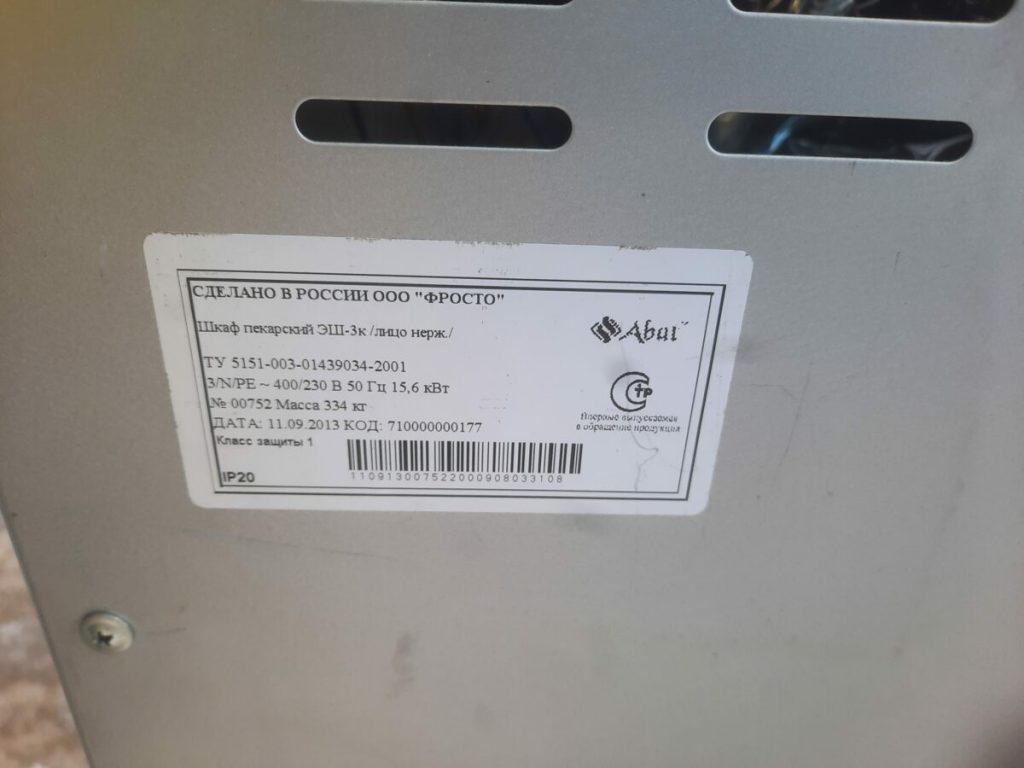 СДЕЛАНО В РОССИИ ООО "ФРОСТО"
Шкаф пекарский ЭШ-3к /лицо нерж./
Abat
ТУ 5151-003-01439034-2001
3/N/PE ~ 400/230 В 50 Гц 15,6 кВт
№ 00752 Масса 334 кг
ДАТА: 11.09.2013 КОД: 710000000177
Класс защиты 1
IP20
110913007522000908033108
СТР
Впервые выпускаемая
в обращение продукция